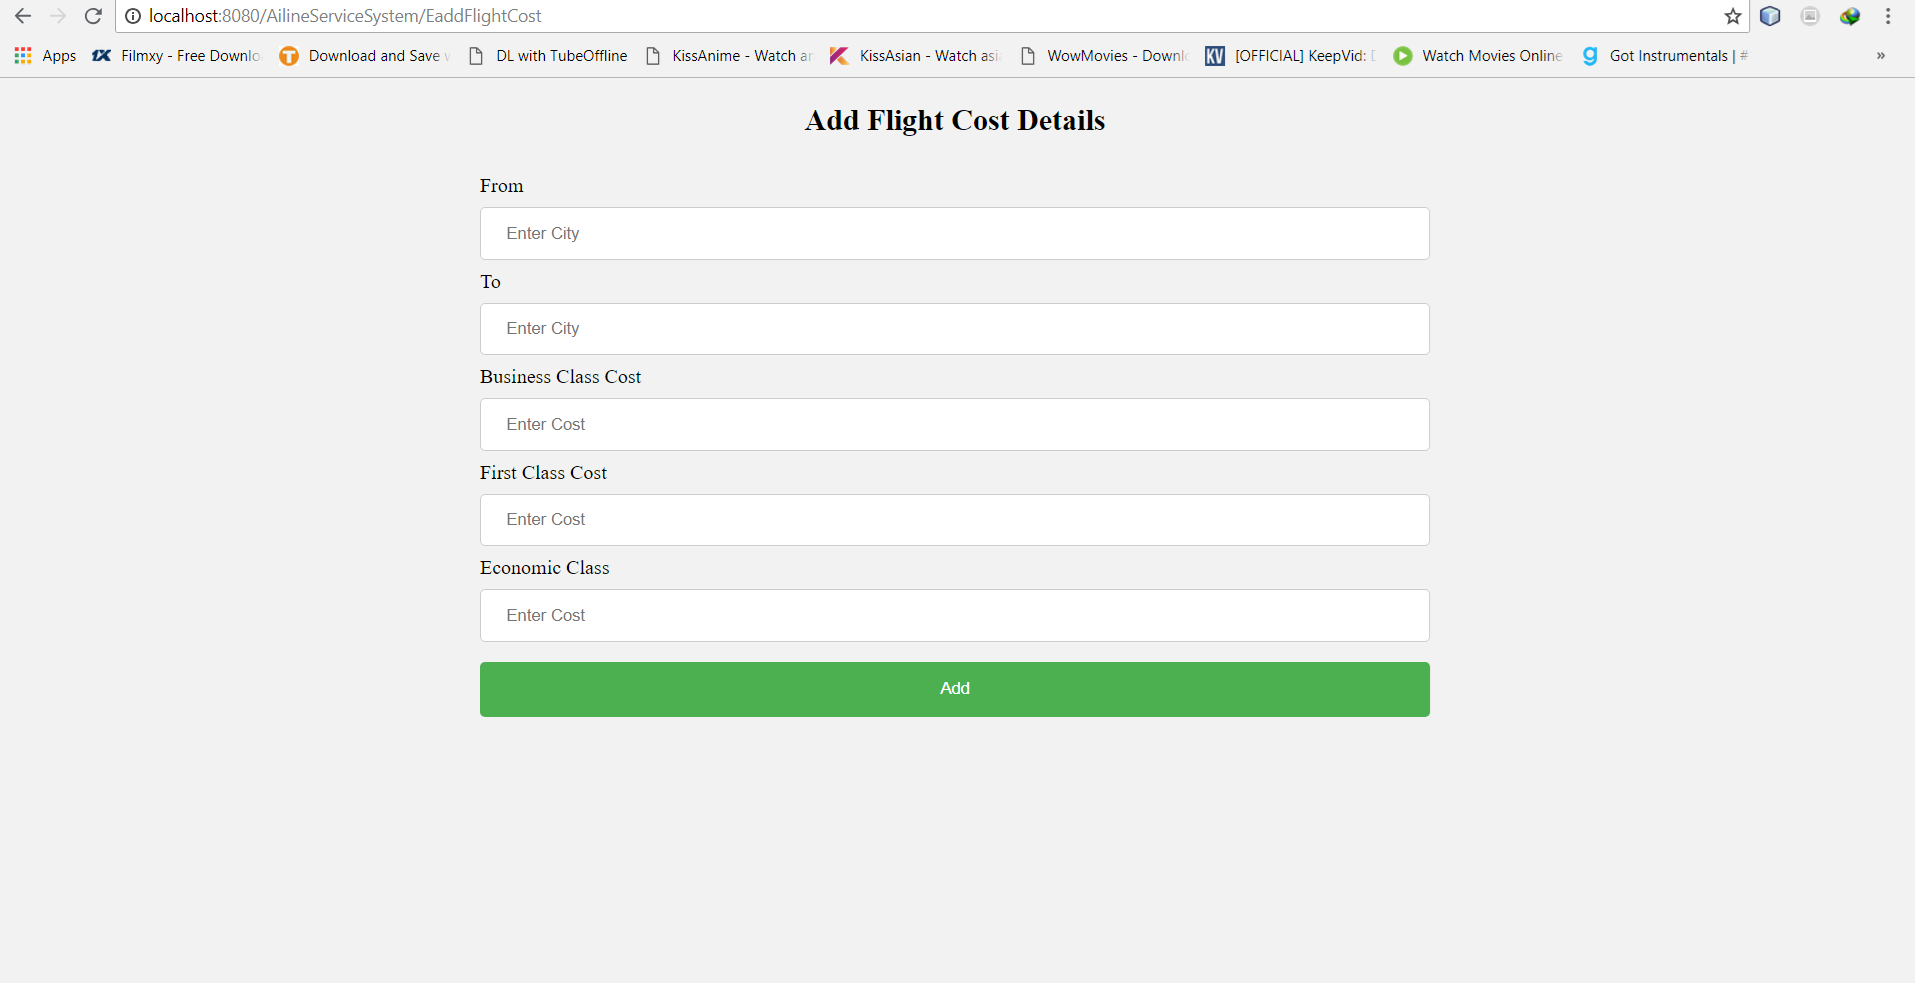 localhost:8080/AilineServiceSystem/EaddFlightCost
Apps Filmxy - Free Downlo Download and Save DL with TubeOffline KissAnime - Watch ar KissAsian - Watch asia WowMovies - Downl [OFFICIAL] KeepVid: Watch Movies Online Got Instrumentals | # »
Add Flight Cost Details
From
Enter City
To
Enter City
Business Class Cost
Enter Cost
First Class Cost
Enter Cost
Economic Class
Enter Cost
Add